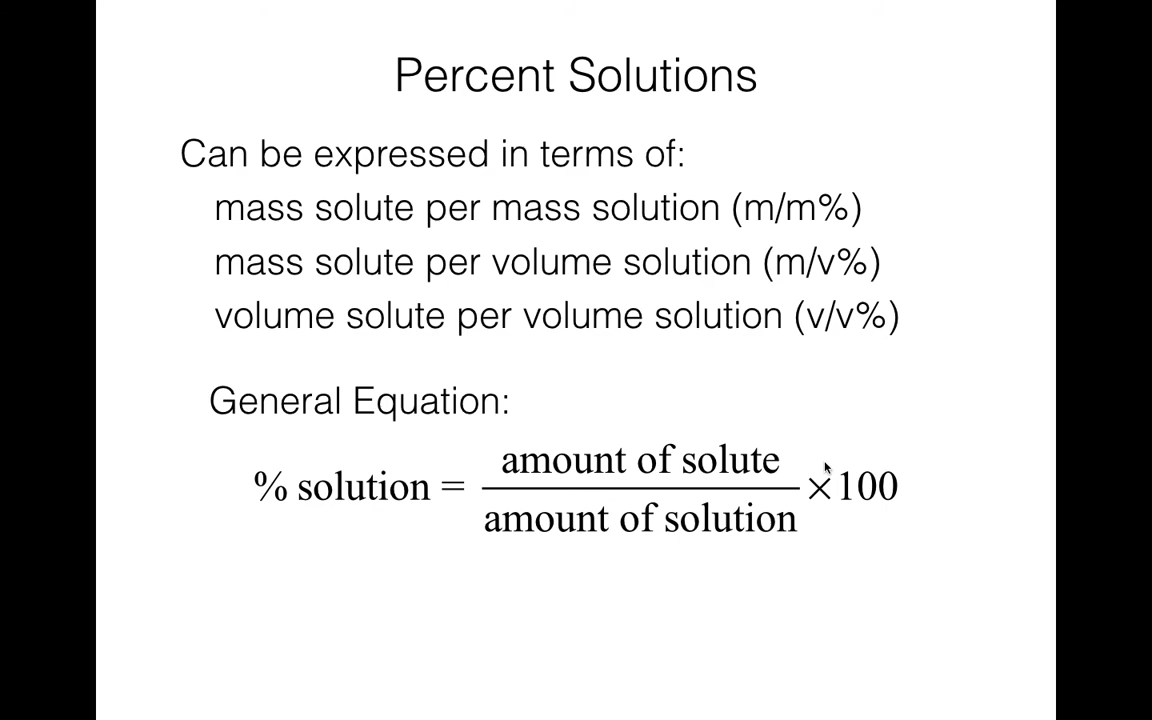 Percent Solutions
Can be expressed in terms of:
mass solute per mass solution (m/m%)
mass solute per volume solution (m/v%)
volume solute per volume solution (v/v%)
General Equation:
% solution = amount of solute / amount of solution ×100